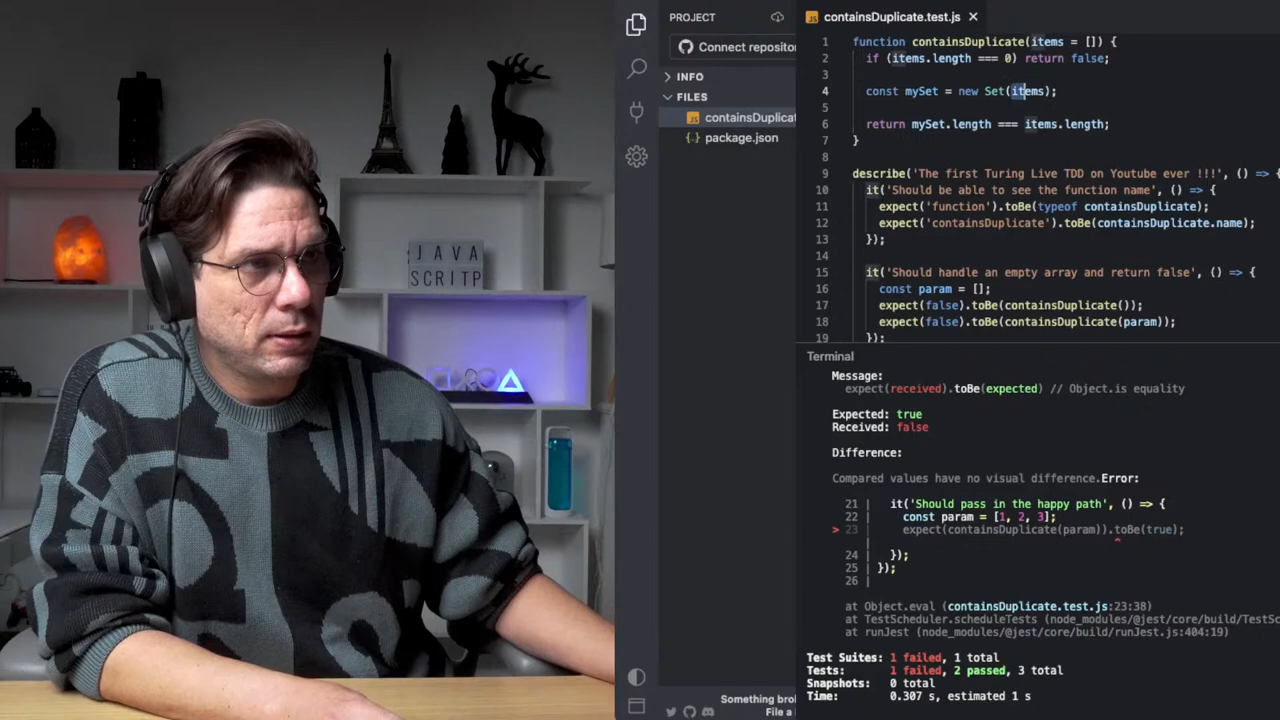 JAVA
SCRITP
PROJECT
Connect reposito
INFO
FILES
JS containsDuplicat
{.} package.json
JS containsDuplicate.test.js ×
1 function containsDuplicate(items = []) {
2 if (items.length === 0) return false;
3
4 const mySet = new Set(items);
5
6 return mySet.length === items.length;
7 }
8
9 describe('The first Turing Live TDD on Youtube ever !!!', () => {
10 it('Should be able to see the function name', () => {
11 expect('function').toBe(typeof containsDuplicate);
12 expect('containsDuplicate').toBe(containsDuplicate.name);
13 });
14
15 it('Should handle an empty array and return false', () => {
16 const param = [];
17 expect(false).toBe(containsDuplicate());
18 expect(false).toBe(containsDuplicate(param));
19 });
Terminal
Message:
expect(received).toBe(expected) // Object.is equality
Expected: true
Received: false
Difference:
Compared values have no visual difference.Error:
21 | it('Should pass in the happy path', () => {
22 | const param = [1, 2, 3];
> 23 | expect(containsDuplicate(param)).toBe(true);
| ^
24 | });
25 | });
26 |
at Object.eval (containsDuplicate.test.js:23:38)
at TestScheduler.scheduleTests (node_modules/@jest/core/build/TestSc
at runJest (node_modules/@jest/core/build/runJest.js:404:19)
Test Suites: 1 failed, 1 total
Tests: 1 failed, 2 passed, 3 total
Snapshots: 0 total
Time: 0.307 s, estimated 1 s
Something bro
File a